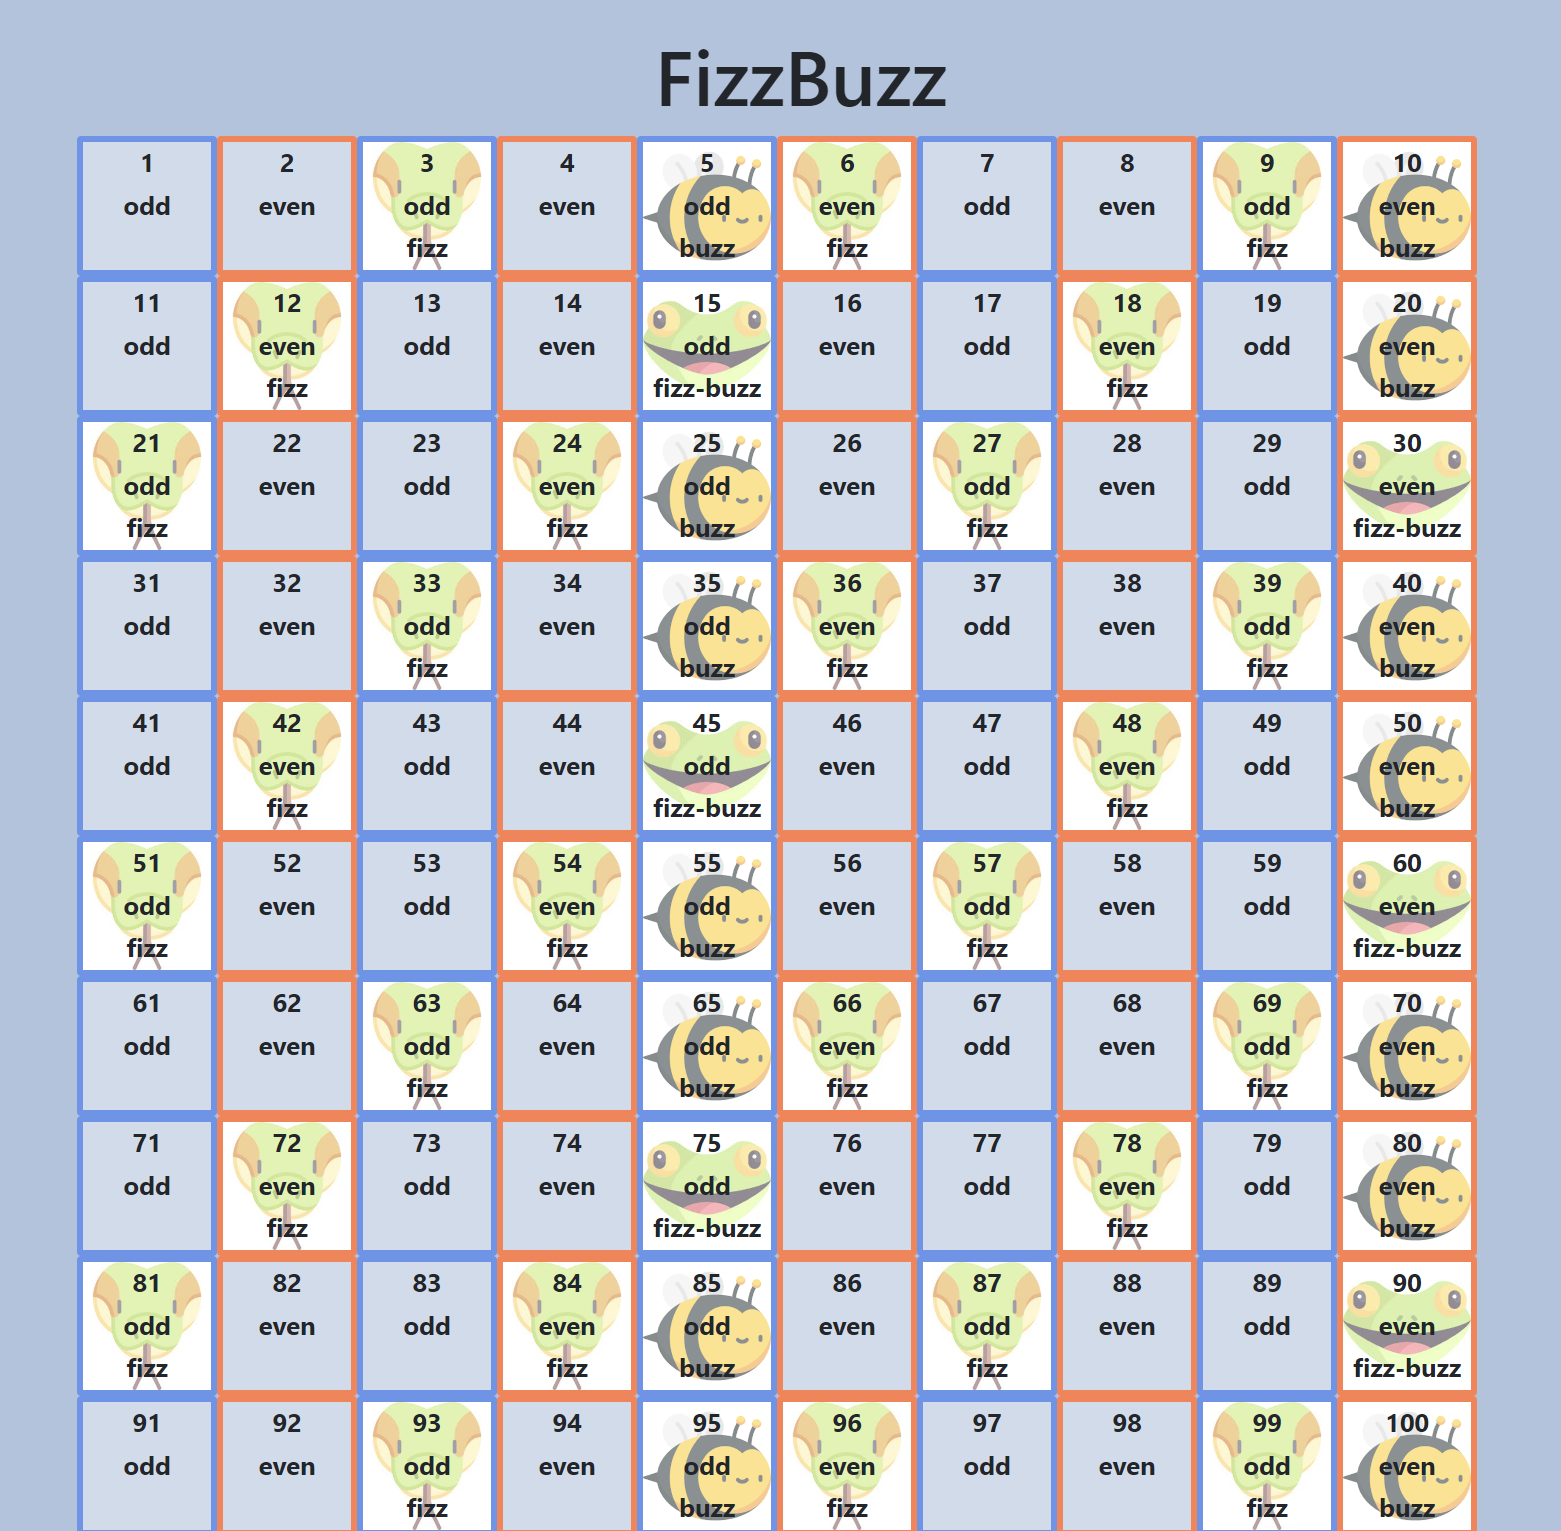 FizzBuzz
1 2 3 4 5 6 7 8 9 10
odd even odd even odd even odd even odd even
fizz buzz fizz fizz buzz
11 12 13 14 15 16 17 18 19 20
odd even odd even odd even odd even odd even
fizz fizz-buzz fizz buzz
21 22 23 24 25 26 27 28 29 30
odd even odd even odd even odd even odd even
fizz fizz buzz fizz fizz-buzz
31 32 33 34 35 36 37 38 39 40
odd even odd even odd even odd even odd even
fizz buzz fizz fizz buzz
41 42 43 44 45 46 47 48 49 50
odd even odd even odd even odd even odd even
fizz fizz-buzz fizz buzz
51 52 53 54 55 56 57 58 59 60
odd even odd even odd even odd even odd even
fizz fizz buzz fizz fizz-buzz
61 62 63 64 65 66 67 68 69 70
odd even odd even odd even odd even odd even
fizz buzz fizz fizz buzz
71 72 73 74 75 76 77 78 79 80
odd even odd even odd even odd even odd even
fizz fizz-buzz fizz buzz
81 82 83 84 85 86 87 88 89 90
odd even odd even odd even odd even odd even
fizz fizz buzz fizz fizz-buzz
91 92 93 94 95 96 97 98 99 100
odd even odd even odd even odd even odd even
fizz buzz fizz fizz buzz